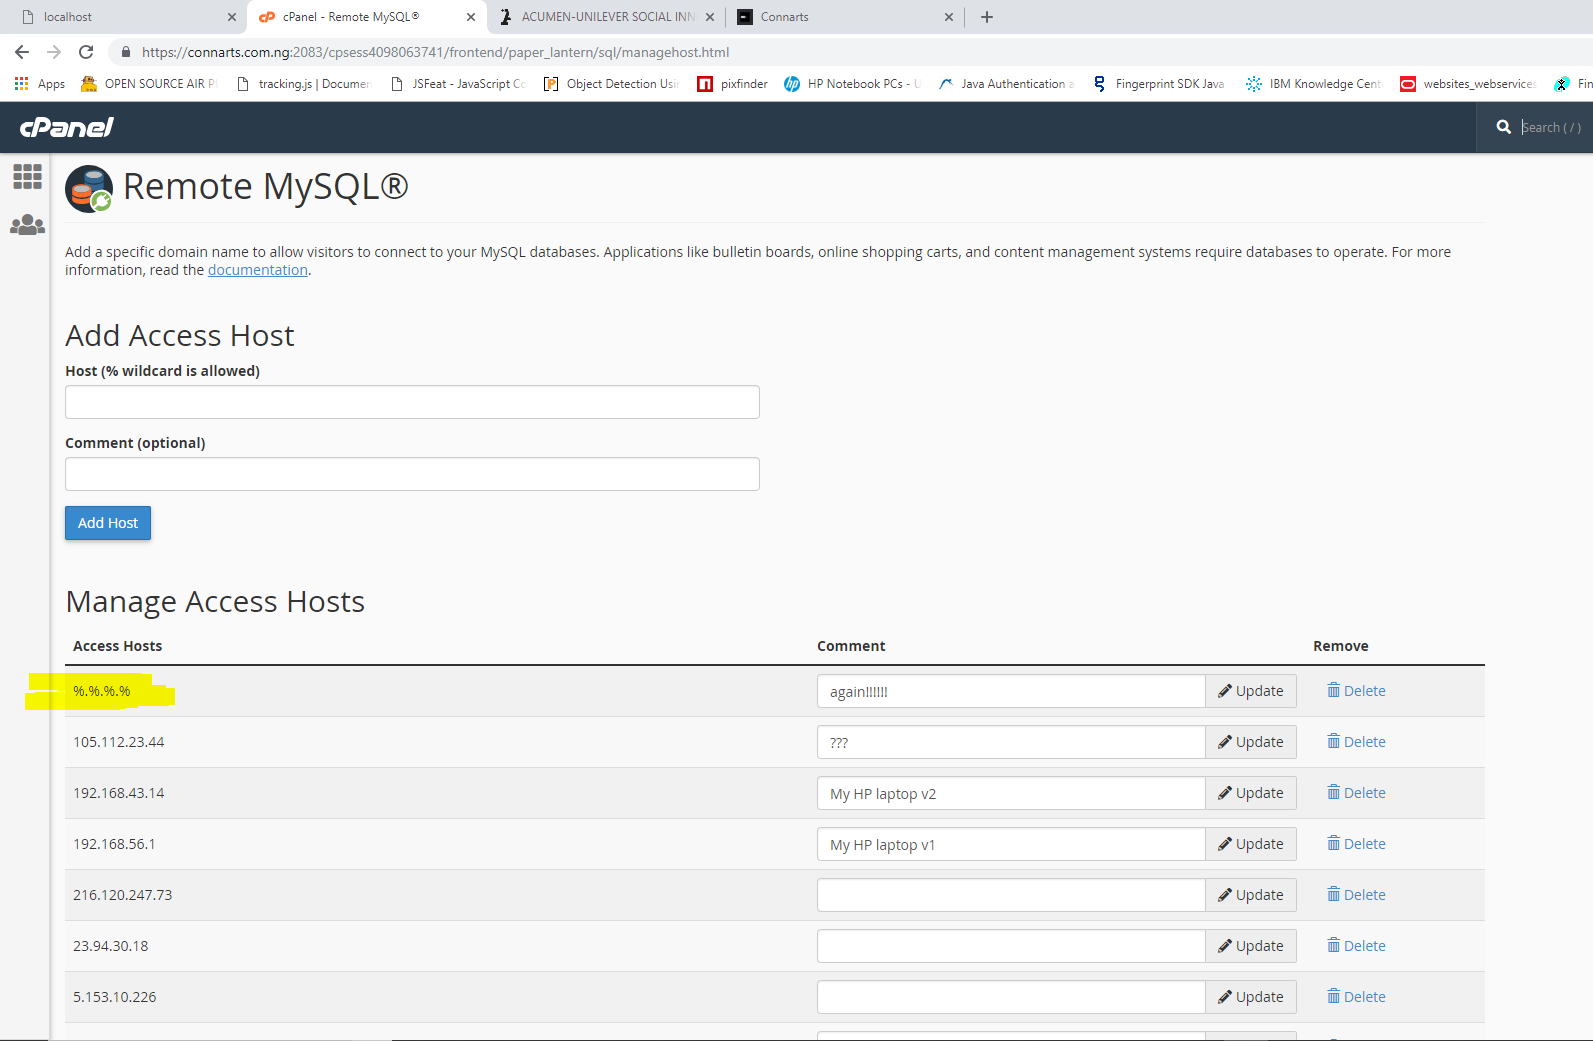 localhost
cPanel - Remote MySQL®
ACUMEN-UNILEVER SOCIAL INN
Connarts
https://connarts.com.ng:2083/cpsess4098063741/frontend/paper_lantern/sql/managehost.html
Apps
OPEN SOURCE AIR P
tracking.js | Documen
JSFeat - JavaScript Co
Object Detection Usin
pixfinder
HP Notebook PCs - U
Java Authentication a
Fingerprint SDK Java
IBM Knowledge Cent
websites_webservices
Fin
cPanel
Search ( / )
Remote MySQL®
Add a specific domain name to allow visitors to connect to your MySQL databases. Applications like bulletin boards, online shopping carts, and content management systems require databases to operate. For more
information, read the documentation.
Add Access Host
Host (% wildcard is allowed)
Comment (optional)
Add Host
Manage Access Hosts
Access Hosts Comment Remove
%.%.%.% again!!!!!! Update Delete
105.112.23.44 ??? Update Delete
192.168.43.14 My HP laptop v2 Update Delete
192.168.56.1 My HP laptop v1 Update Delete
216.120.247.73 Update Delete
23.94.30.18 Update Delete
5.153.10.226 Update Delete